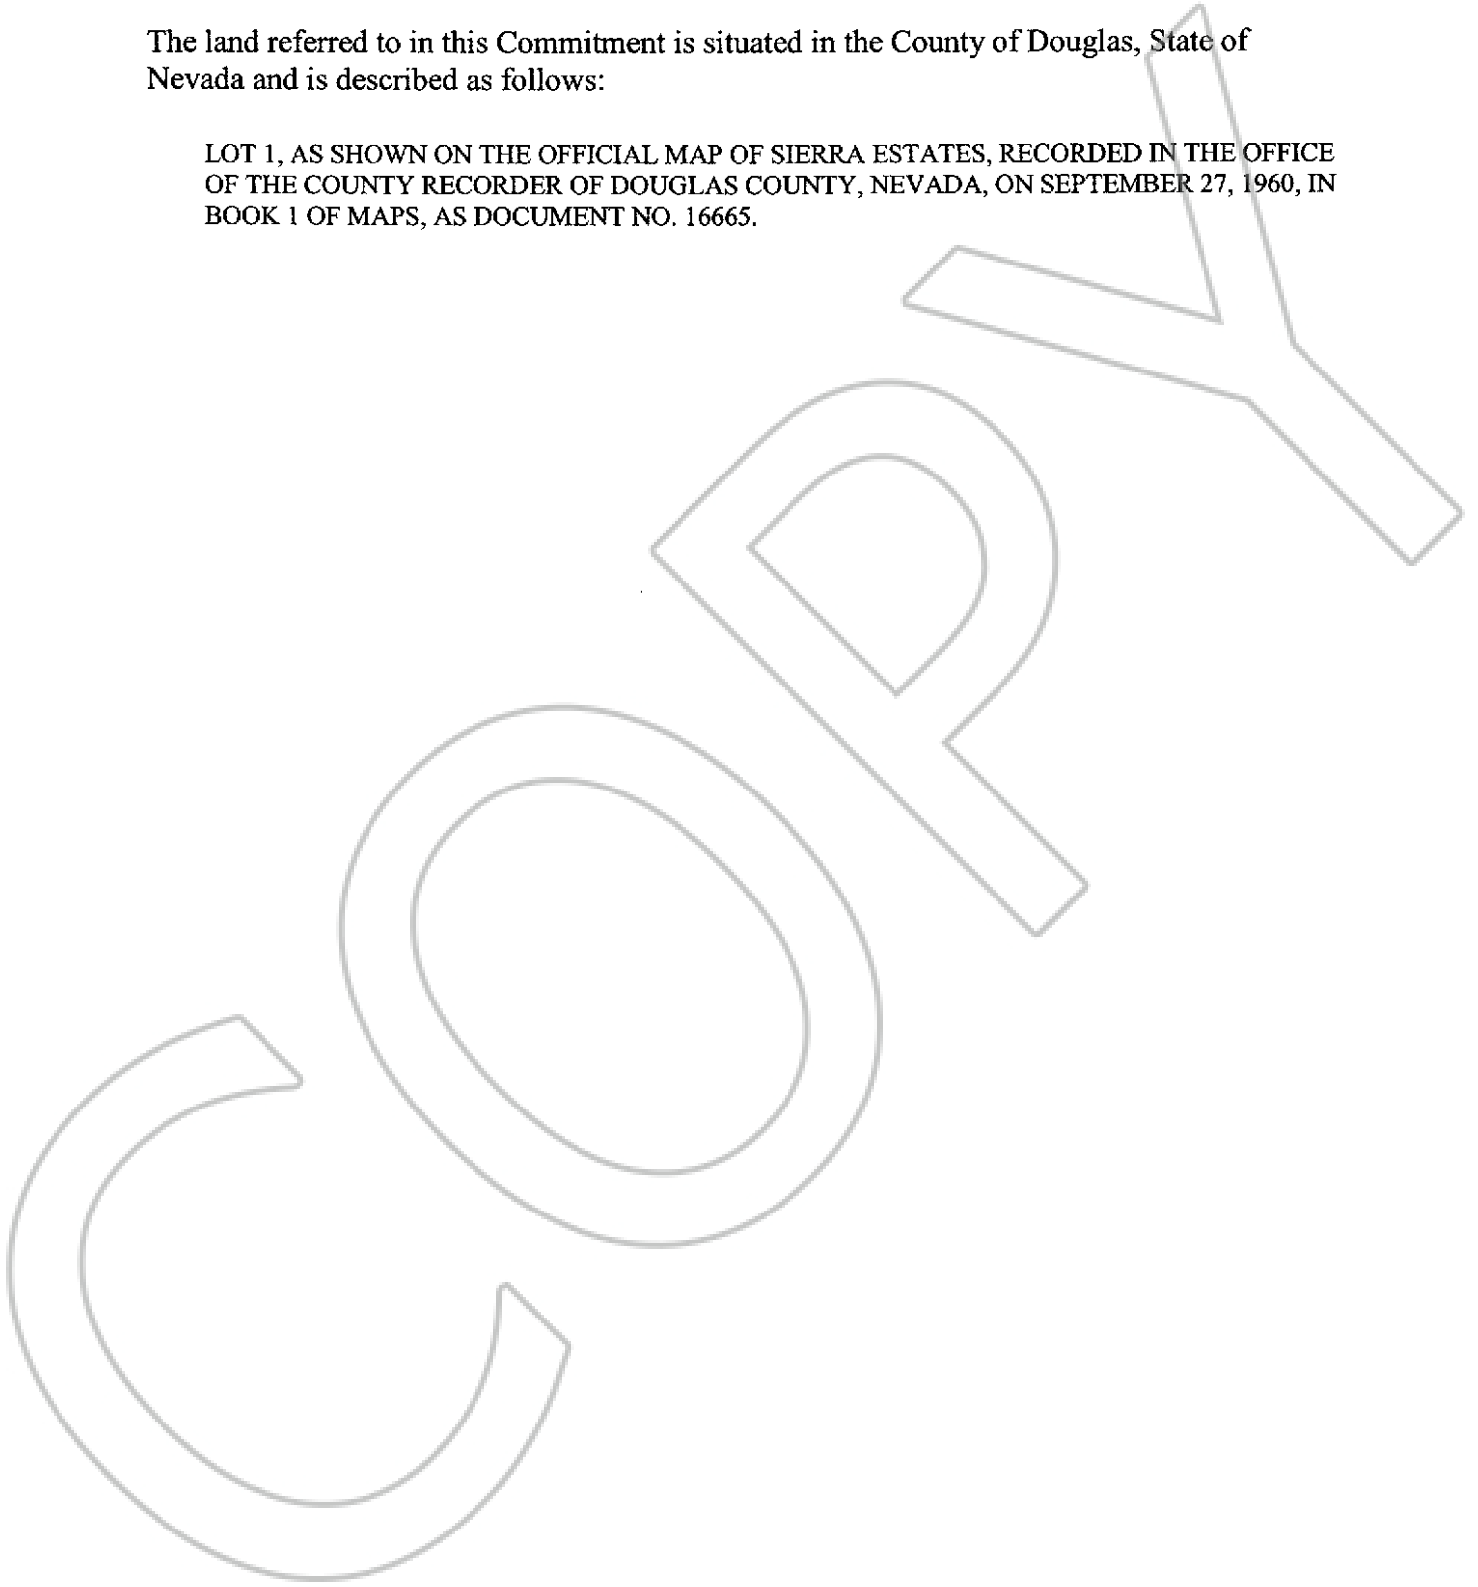 The land referred to in this Commitment is situated in the County of Douglas, State of
Nevada and is described as follows:
LOT 1, AS SHOWN ON THE OFFICIAL MAP OF SIERRA ESTATES, RECORDED IN THE OFFICE
OF THE COUNTY RECORDER OF DOUGLAS COUNTY, NEVADA, ON SEPTEMBER 27, 1960, IN
BOOK 1 OF MAPS, AS DOCUMENT NO. 16665.
COPY